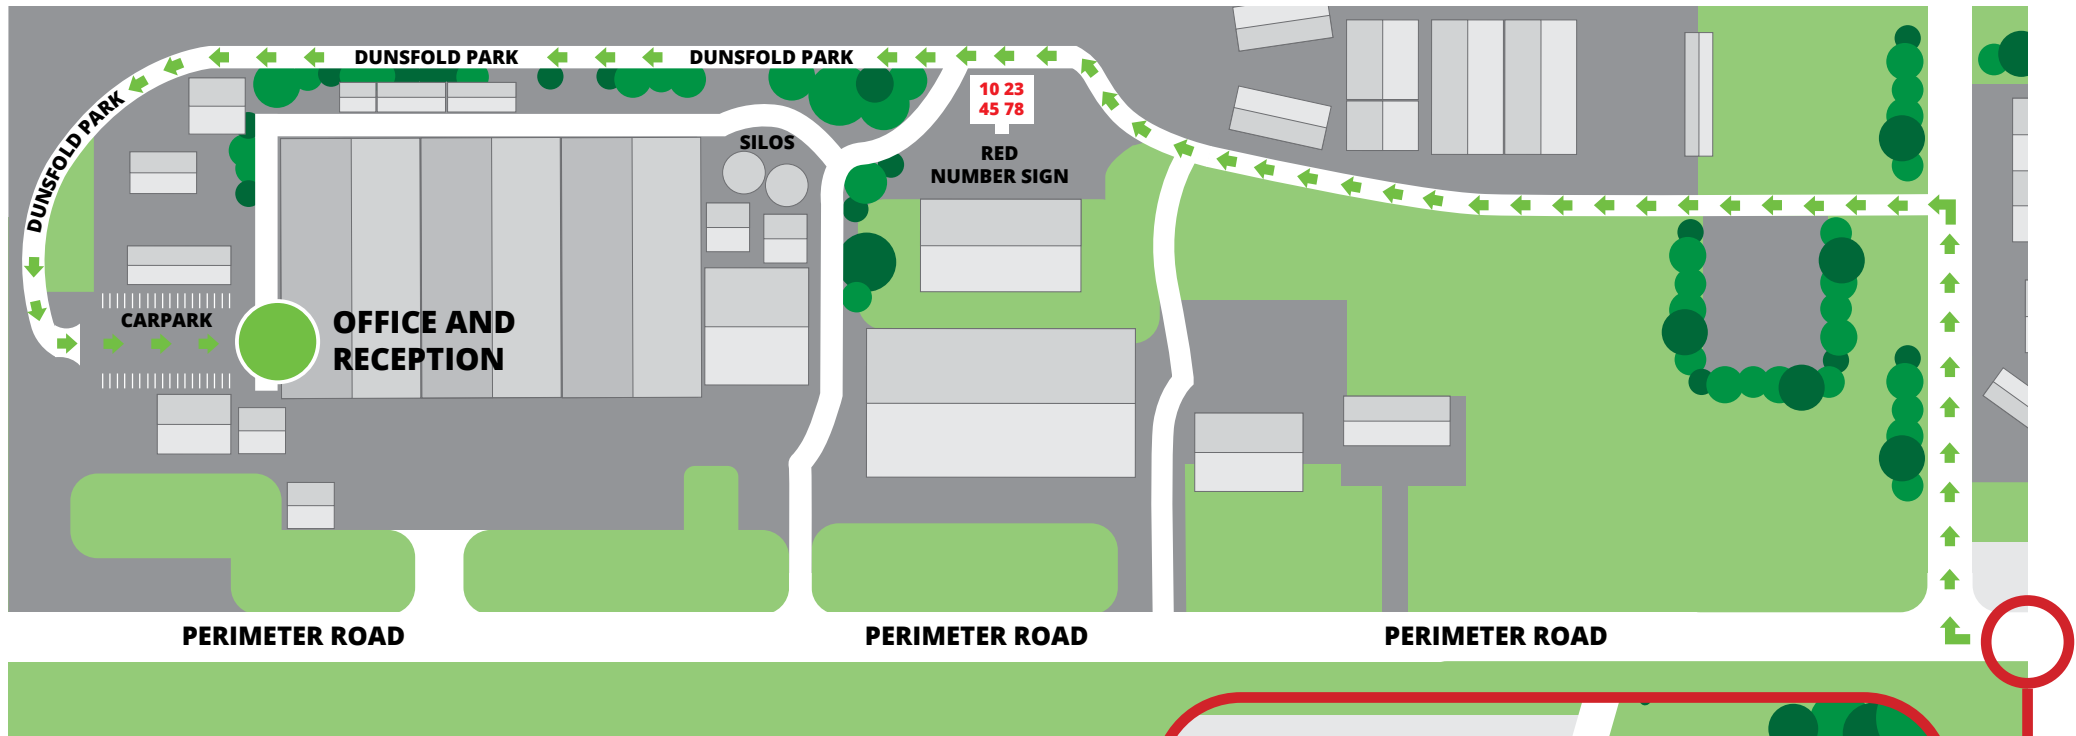 DUNSFOLD PARK
DUNSFOLD PARK
DUNSFOLD PARK
10 23
45 78
RED
NUMBER SIGN
SILOS
CARPARK
OFFICE AND
RECEPTION
PERIMETER ROAD
PERIMETER ROAD
PERIMETER ROAD